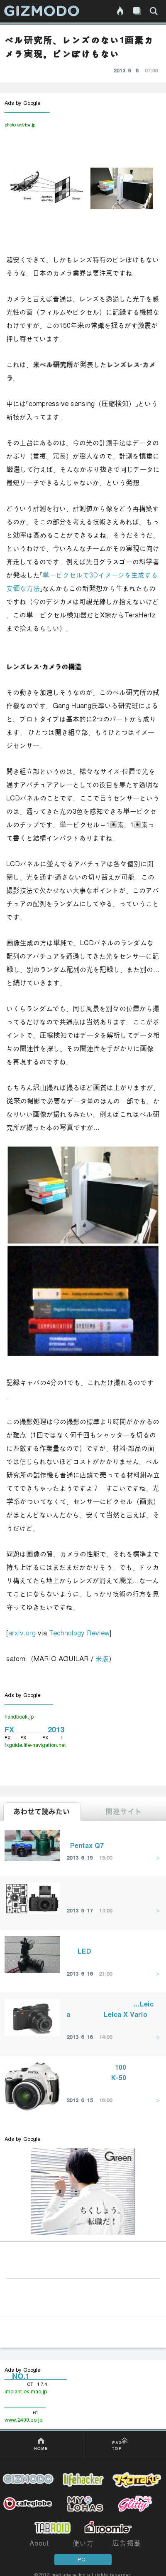 GIZMODO
ベル研究所、レンズのない1画素カ
メラ実現。ピンぼけもない
2013 6 6 07:00
Ads by Google
photo-advice.jp
超安くできて、しかもレンズ特有のピンぼけもない
そうな、日本のカメラ業界は要注意ですね。
カメラと言えば普通は、レンズを透過した光子を感
光性の面（フィルムやピクセル）に記録する機械で
すけれど、この150年来の常識を揺るがす激震が
押し寄せています。
これは、米ベル研究所が発表したレンズレス･カメ
ラ。
中には｢compressive sensing（圧縮検知）｣という
新技が入ってます。
その土台にあるのは、今の光の計測手法はデータの
かぶり（重複、冗長）が膨大なので、計測を慎重に
厳選して行えば、そんなかぶり抜きで同じデータに
最短リーチできるんじゃないか、という発想。
どういう計測を行い、計測値から像をどう再構築す
るのか、そこの部分を考える技術さえあれば、もっ
と効率は高めることができるよねえ、そうだよねえ、
というわけで、今いろんなチームがその実現に向け
奔走してるのです。例えば先日グラスゴーの科学者
が発表した｢単一ピクセルで3Dイメージを生成する
安価な方法｣なんかもこの新発想から生まれたもので
すね（今のデジカメは可視光線しか拾えないけれど、
この単一ピクセル検知器だとX線からTeraHertz
まで拾えるらしい）。
レンズレス･カメラの構造
その動きを加速しそうなのが、このベル研究所の試
作機なのです。 Gang Huang氏率いる研究班による
と、プロトタイプは基本的に2つのパートから成りま
す。 ひとつは開き組立部、もうひとつはイメー
ジセンサー。
開き組立部というのは、様々なサイズ･位置で光を通
すアパチュアアレーとしての役目を果たす透明な
LCDパネルのことです。ここで言うセンサーというの
は、通ってきた光の3色を感知できる単一ピクセ
ルのチップです。単一ピクセル＝1画素。1画素っ
て書くと結構インパクトあります。
LCDパネルに並んでるアパチュアは各々個別に開
閉し、光を通す･通さないの切り替えが可能。この
撮影技法で欠かせない大事なポイントが、このアパ
チュアの配列をランダムにしてやる、っていうこと
です。
画像生成の方法は単純で、LCDパネルのランダムな
配列のアパチュアを通過してきた光をセンサーに記
録し、別のランダム配列の光を記録し、また別の…
と続けていきます。
いくらランダムでも、同じ風景を別々の位置から撮
ってるわけなので共通点は当然あります。ここがポ
イントで、圧縮検知ではデータを解析してデータ相
互の関連性を探し、その関連性を手がかりに画像
を再現するのですね。
もちろん沢山撮れば撮るほど画質は上がりますが、
従来の撮影で必要なデータ量のほんの一部でも、か
なりいい画像が撮れるみたい。例えばこれはベル研
究所が撮った本の写真ですが…
記録キャパの4分の1でも、これだけ撮れるのです
。
この撮影処理は今の撮影の標準より時間がかかるの
が難点（1回ではなく何千回もシャッターを切るの
に匹敵する作業量なので）ですが、材料･部品の面
では信じられないほどコストがかかりません。ベル
研究所の試作機も普通に店頭で売ってる材料組み立
ててできちゃったんですよ？ すごいですね。光
学系がついてなくて、センサーにピクセル（画素）
がほとんどないからこそ、安くて当然と言えば、当
然ですけど。
問題は画像の質、カメラの性能で、それを標準まで
持ち上げるにはまだまだ改良が必要です。でも、ドッカ
リ構えてたら地上からレンズが消えて廃業…なんて
ことにならないように、しっかり技術の行方を見
守ってゆきたいですね。
[arxiv.org via Technology Review]
satomi（MARIO AGUILAR / 米版）
Ads by Google
handbook.jp
FX 2013
FX FX FX 1
fxguide.life-navigation.net
あわせて読みたい
関連サイト
Pentax Q7
2013 6 18 15:00
2013 6 17 13:00
LED
2013 6 16 21:00
...Leic
a Leica X Vario
2013 6 16 14:00
100
K-50
2013 6 15 16:00
Ads by Google
Green
ちくしょう、
転職だ！
Ads by Google
NO.1
CT 1 7.4
implant-ekimae.jp
61
www.2400.co.jp
HOME
PAGE
TOP
GIZMODO
lifehacker
KOTAKU
cafeglobe
MYLOHAS
glitty
TABROID
roomie
About
使い方
広告掲載
PC